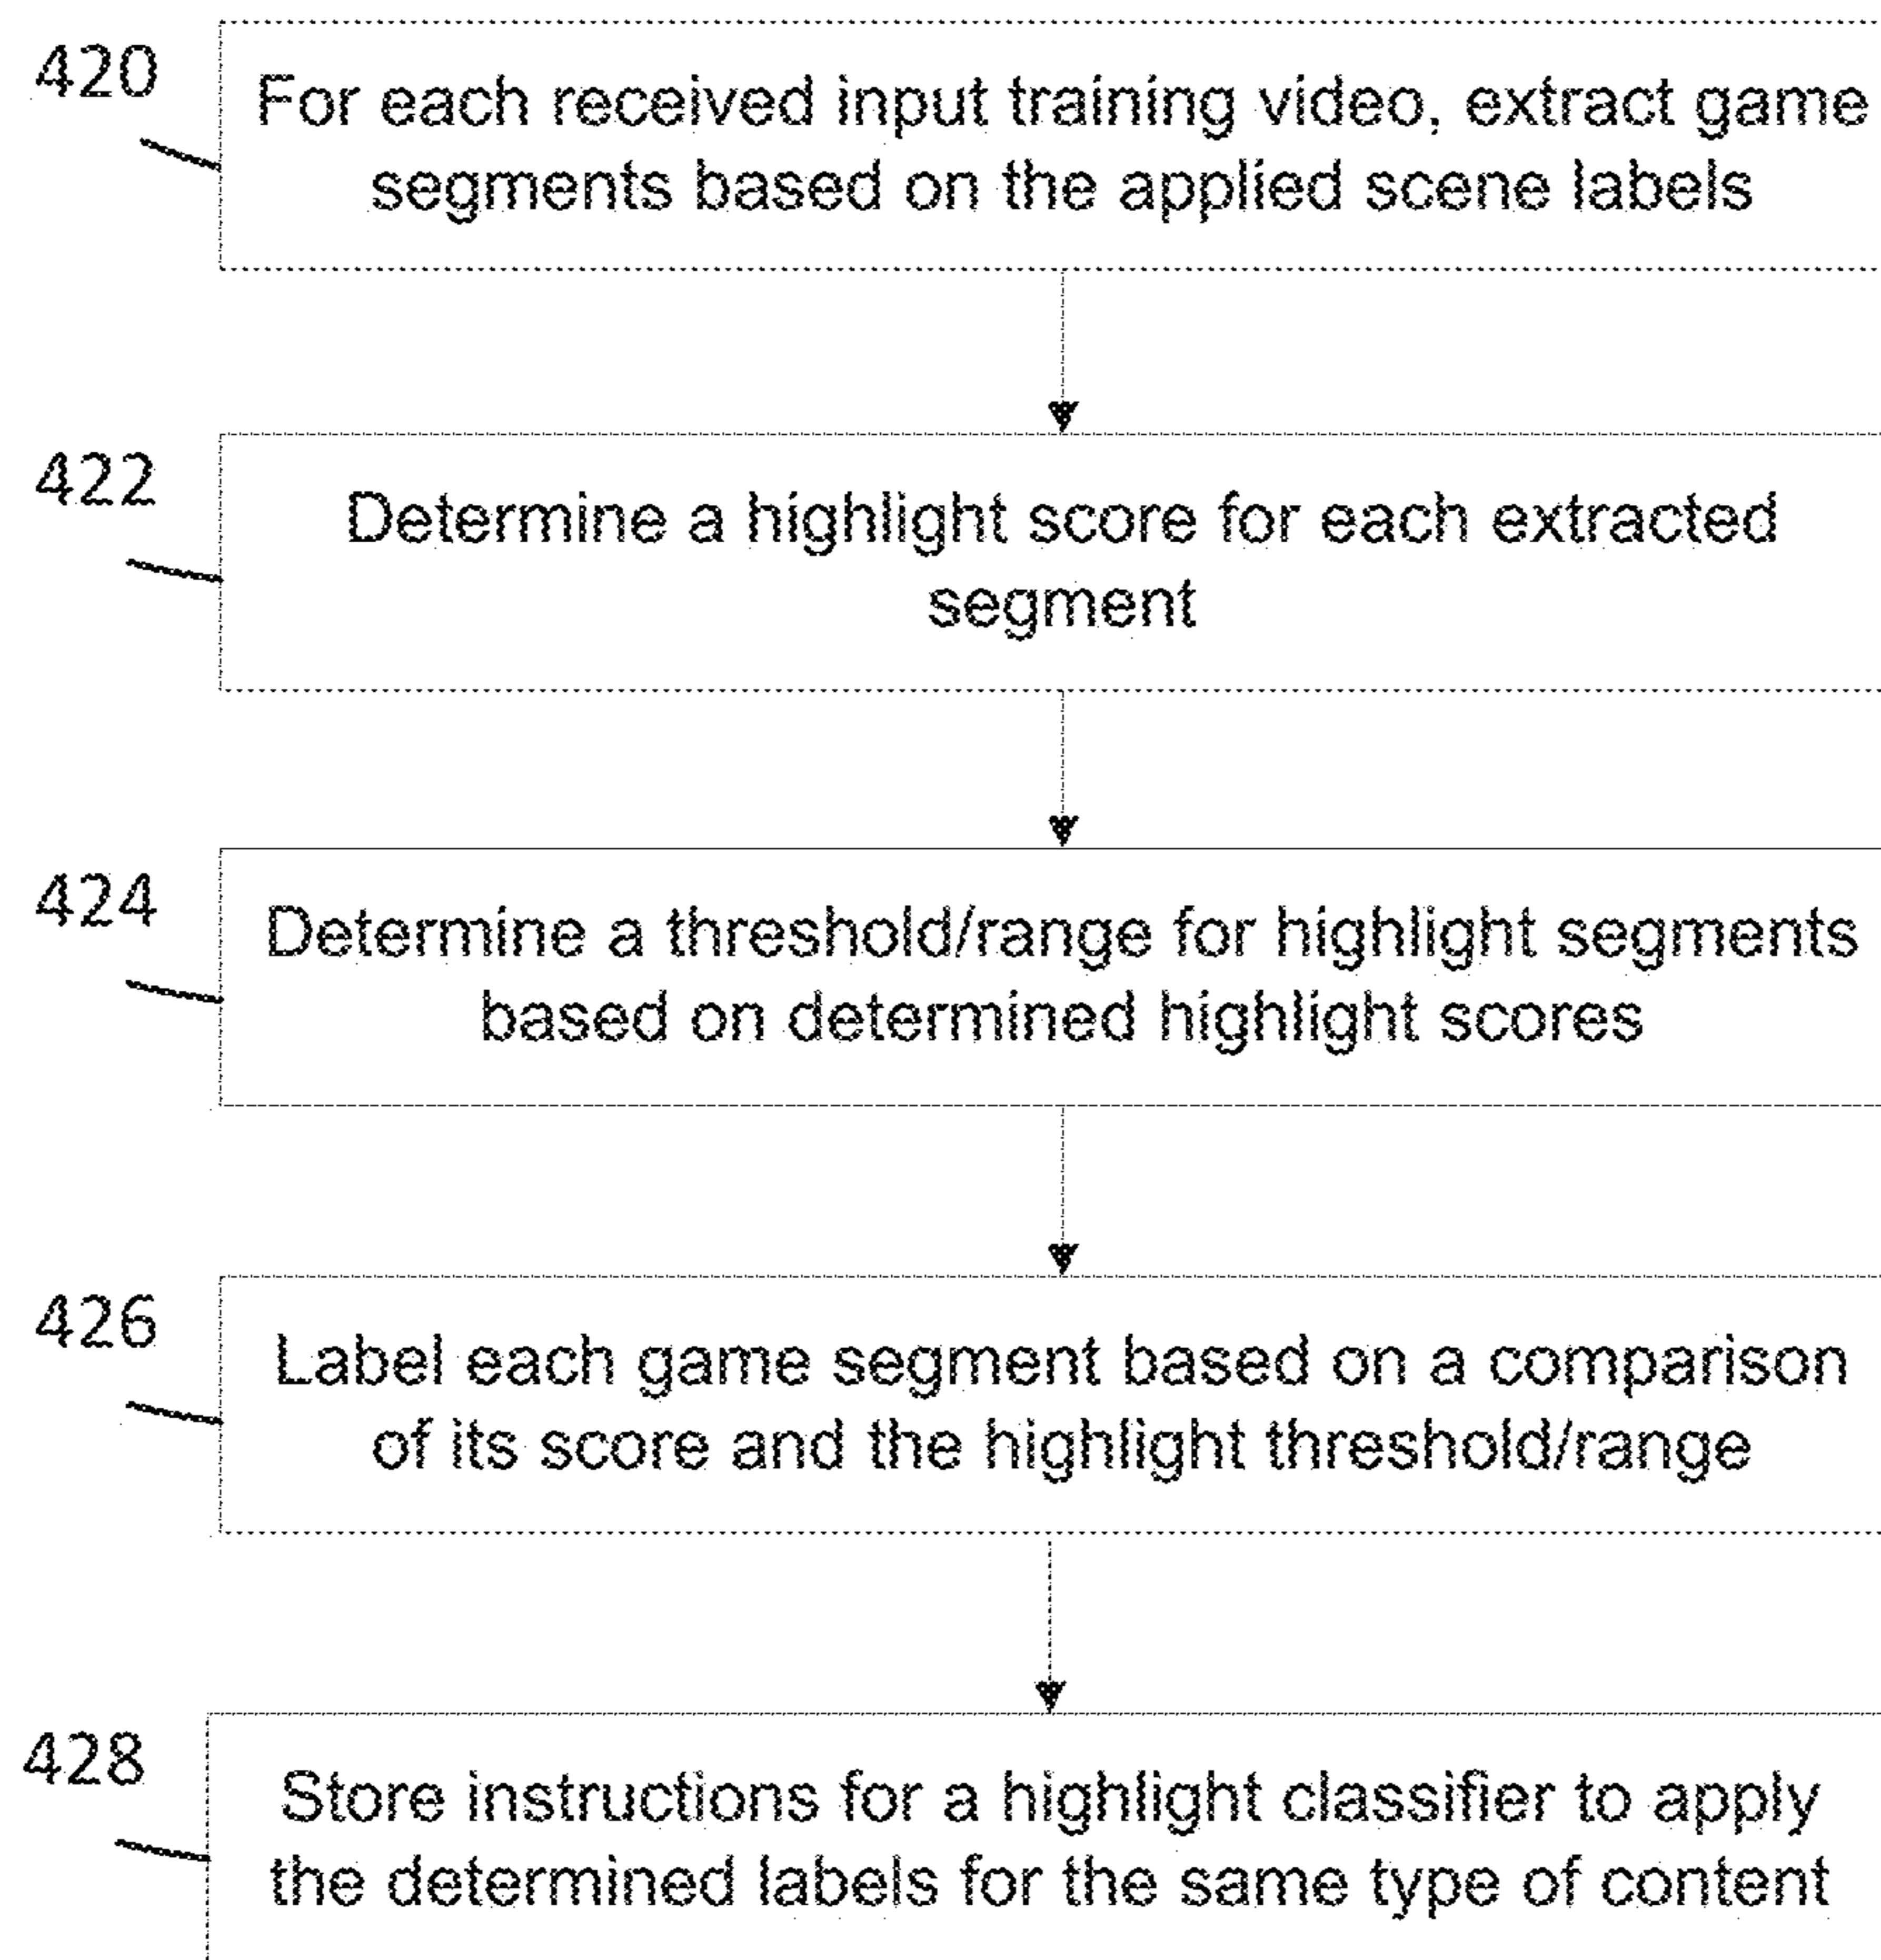 420
For each received input training video, extract game
segments based on the applied scene labels
422
Determine a highlight score for each extracted
segment
424
Determine a threshold/range for highlight segments
based on determined highlight scores
426
Label each game segment based on a comparison
of its score and the highlight threshold/range
428
Store instructions for a highlight classifier to apply
the determined labels for the same type of content